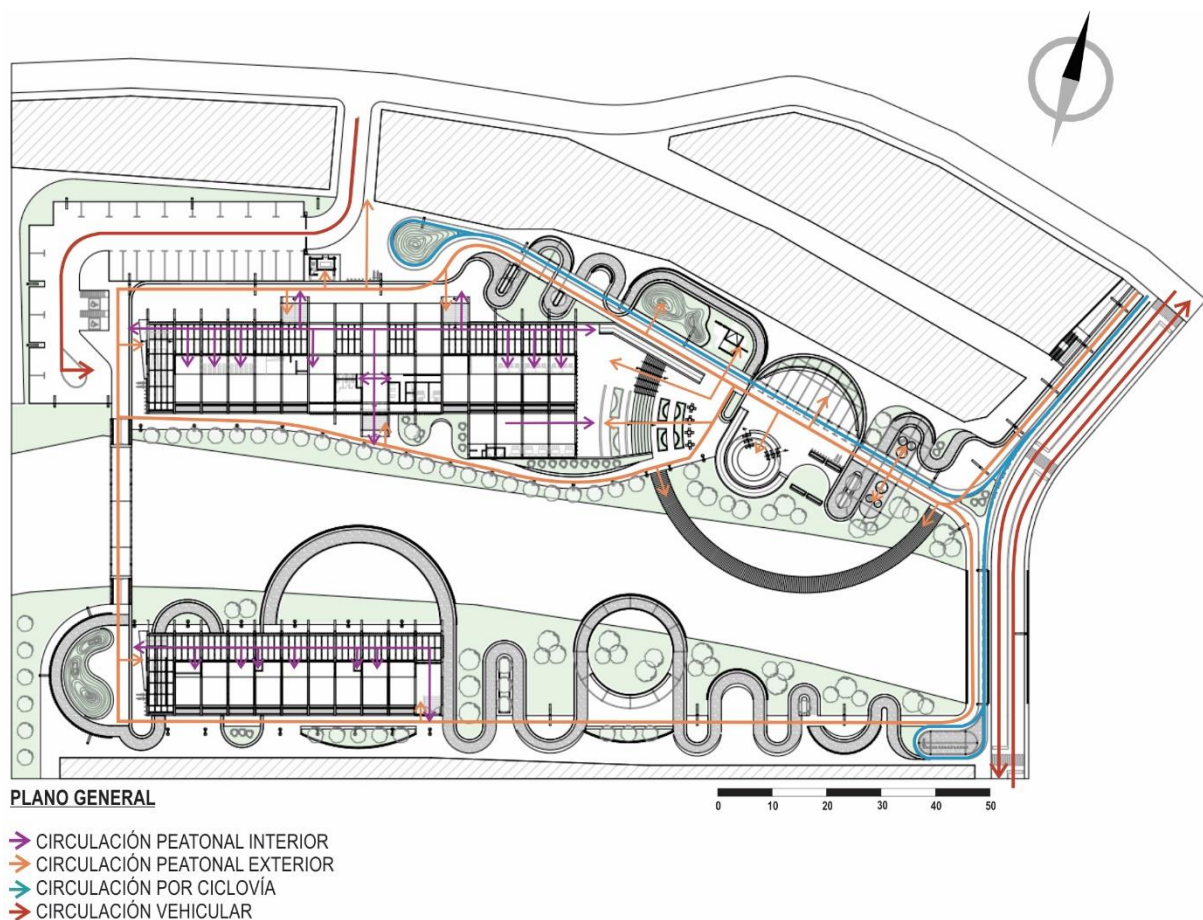 PLANO GENERAL
0 10 20 30 40 50
CIRCULACIÓN PEATONAL INTERIOR
CIRCULACIÓN PEATONAL EXTERIOR
CIRCULACIÓN POR CICLOVÍA
CIRCULACIÓN VEHICULAR